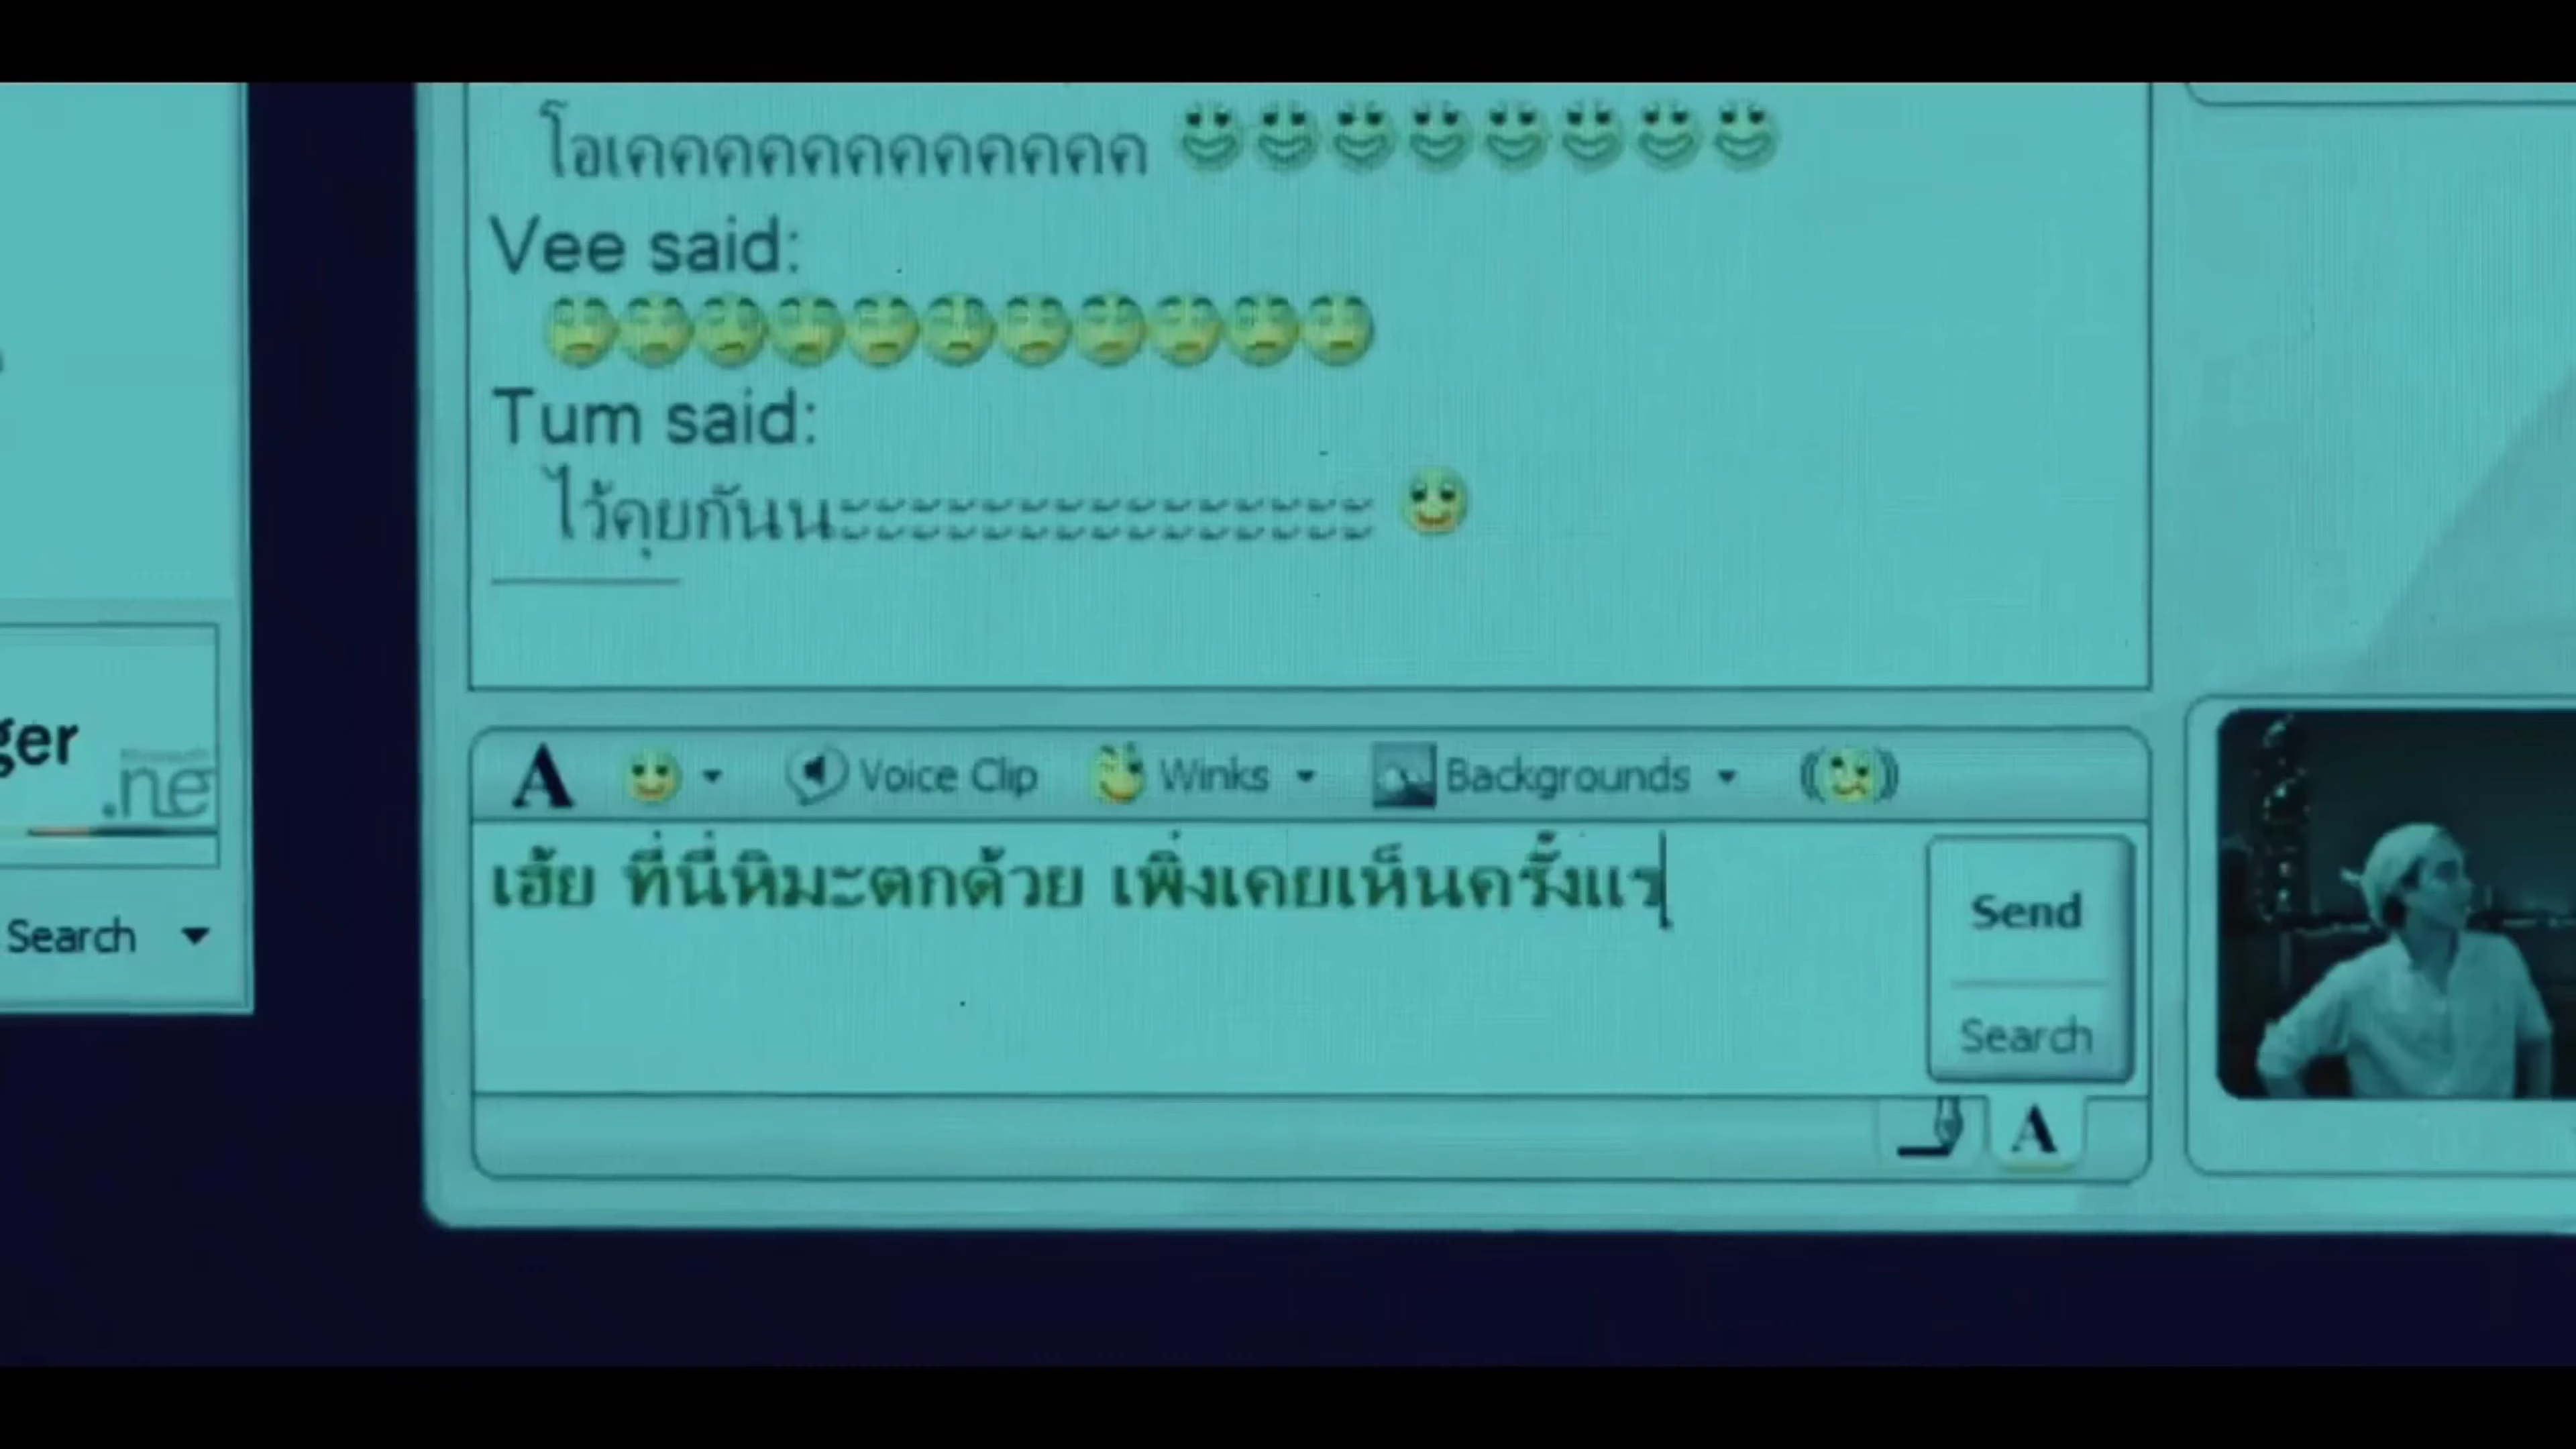 โอเคคคคคคคคคคคค
Vee said:
Tum said:
ไว้คุยกันนะะะะะะะะะะะะะะะ
ger
.ne
A
Voice Clip
Winks
Backgrounds
เฮ้ย ที่นี่หิมะตกด้วย เพิ่งเคยเห็นครั้งแร
Send
Search
Search
A